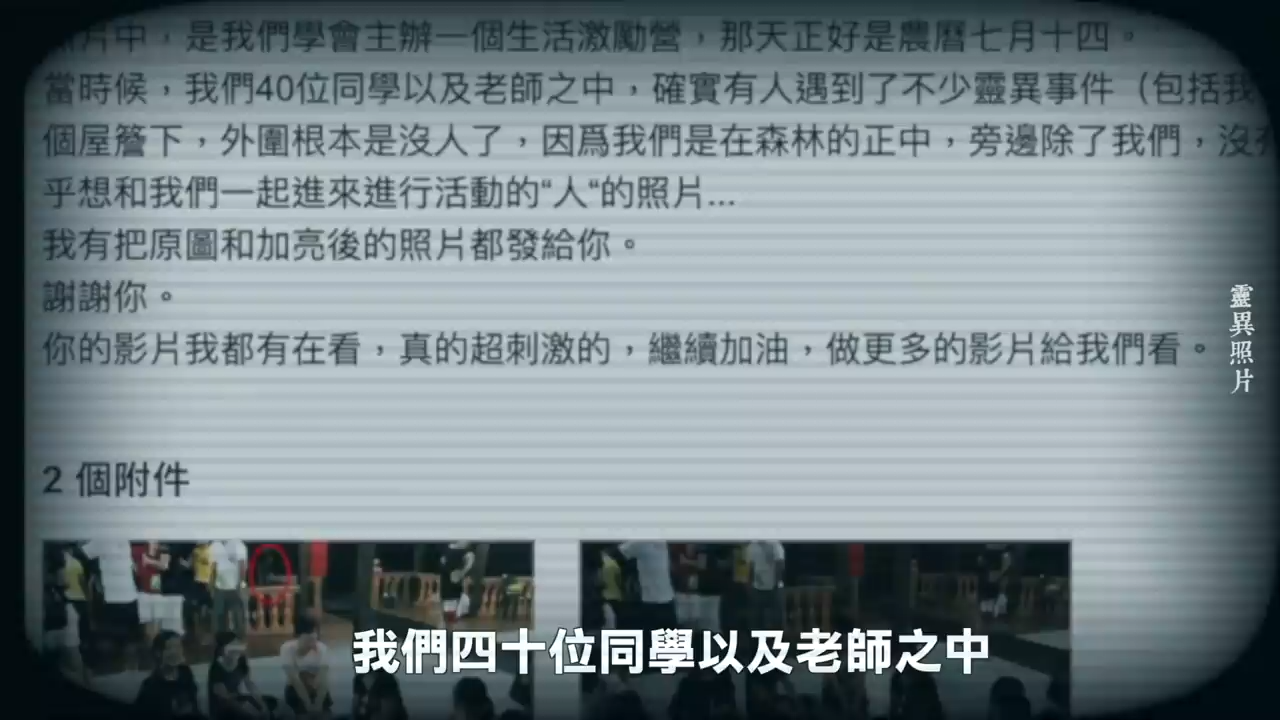 照片中，是我們學會主辦一個生活激勵營，那天正好是農曆七月十四。
當時候，我們40位同學以及老師之中，確實有人遇到了不少靈異事件（包括我
個屋簷下，外圍根本是沒人了，因爲我們是在森林的正中，旁邊除了我們，沒有
乎想和我們一起進來進行活動的“人“的照片...
我有把原圖和加亮後的照片都發給你。
謝謝你。
你的影片我都有在看，真的超刺激的，繼續加油，做更多的影片給我們看。
靈異照片
2 個附件
我們四十位同學以及老師之中